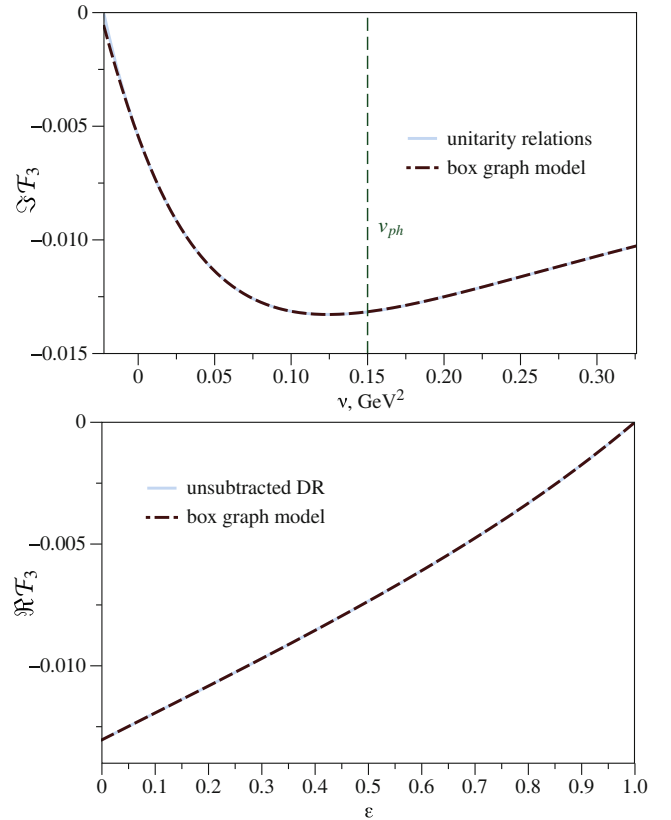 0
−0.005
−0.010
−0.015
ℑℱ₃
unitarity relations
box graph model
ν_ph
0 0.05 0.10 0.15 0.20 0.25 0.30
ν, GeV²
0
−0.005
−0.010
ℜℱ₃
unsubtracted DR
box graph model
0 0.1 0.2 0.3 0.4 0.5 0.6 0.7 0.8 0.9 1.0
ε